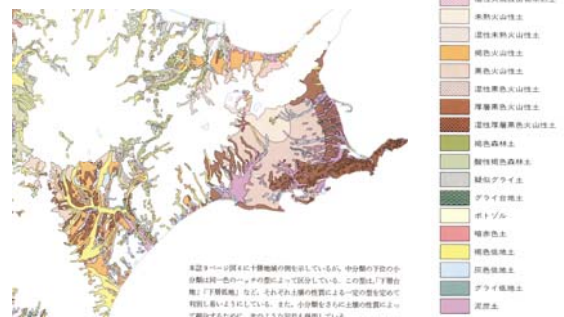 未熟火山性土
湿性未熟火山性土
褐色火山性土
黒色火山性土
湿性黒色火山性土
厚層黒色火山性土
湿性厚層黒色火山性土
褐色森林土
酸性褐色森林土
疑似グライ土
グライ台地土
ポドゾル
暗赤色土
褐色低地土
灰色低地土
グライ低地土
泥炭土
本誌9ページ図4に十勝地域の例を示しているが、中分類の下位の小
分類は同一色のハッチの型によって区分している。この型は「下層台
地」「下層低地」など、それぞれ土壌の性質による一定の型を定めて
判別し易いようにしている。また、小分類をさらに土壌の性質によっ